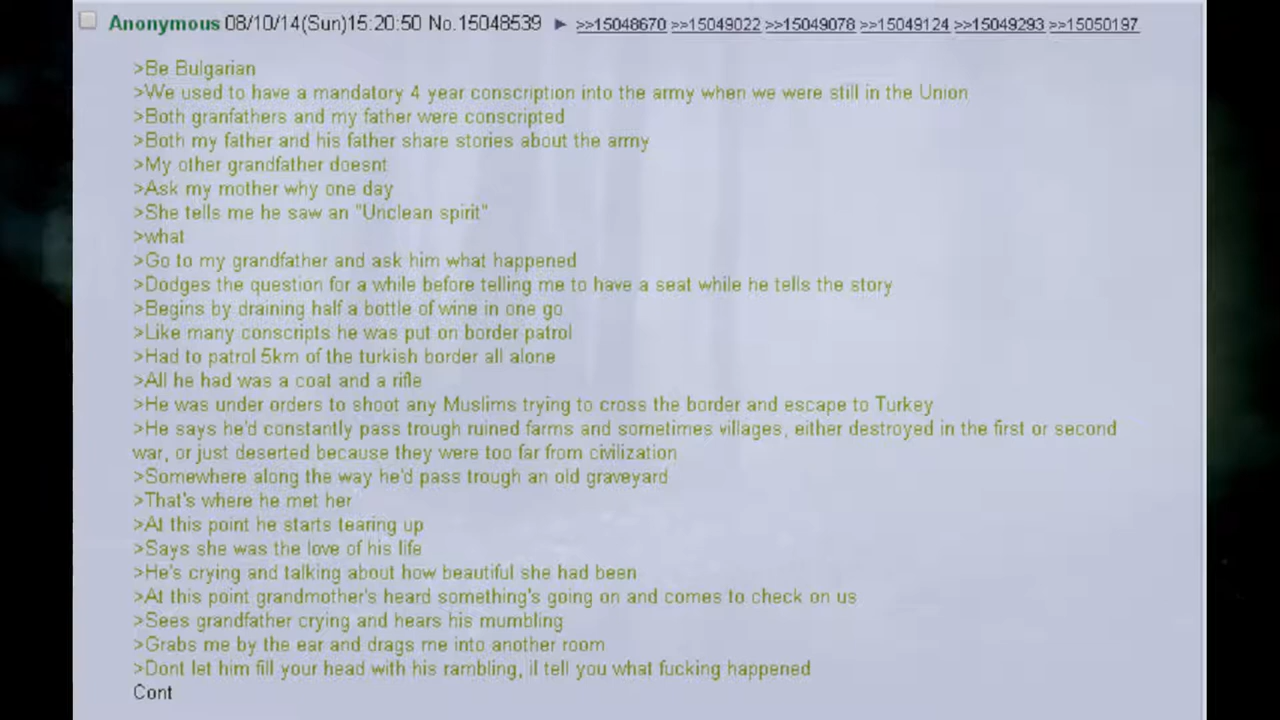 Anonymous 08/10/14(Sun)15:20:50 No.15048539 ▶ >>15048670 >>15049022 >>15049078 >>15049124 >>15049293 >>15050197
>Be Bulgarian
>We used to have a mandatory 4 year conscription into the army when we were still in the Union
>Both granfathers and my father were conscripted
>Both my father and his father share stories about the army
>My other grandfather doesnt
>Ask my mother why one day
>She tells me he saw an "Unclean spirit"
>what
>Go to my grandfather and ask him what happened
>Dodges the question for a while before telling me to have a seat while he tells the story
>Begins by draining half a bottle of wine in one go
>Like many conscripts he was put on border patrol
>Had to patrol 5km of the turkish border all alone
>All he had was a coat and a rifle
>He was under orders to shoot any Muslims trying to cross the border and escape to Turkey
>He says he'd constantly pass trough ruined farms and sometimes villages, either destroyed in the first or second
war, or just deserted because they were too far from civilization
>Somewhere along the way he'd pass trough an old graveyard
>That's where he met her
>At this point he starts tearing up
>Says she was the love of his life
>He's crying and talking about how beautiful she had been
>At this point grandmother's heard something's going on and comes to check on us
>Sees grandfather crying and hears his mumbling
>Grabs me by the ear and drags me into another room
>Dont let him fill your head with his rambling, il tell you what fucking happened
Cont